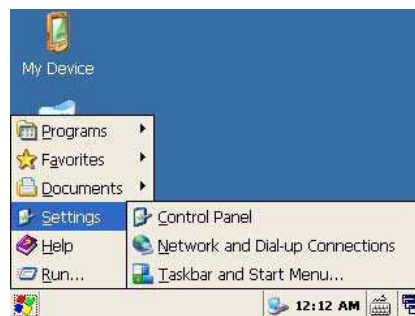 My Device
Programs
Favorites
Documents
Settings
Help
Run...
Control Panel
Network and Dial-up Connections
Taskbar and Start Menu...
12:12 AM